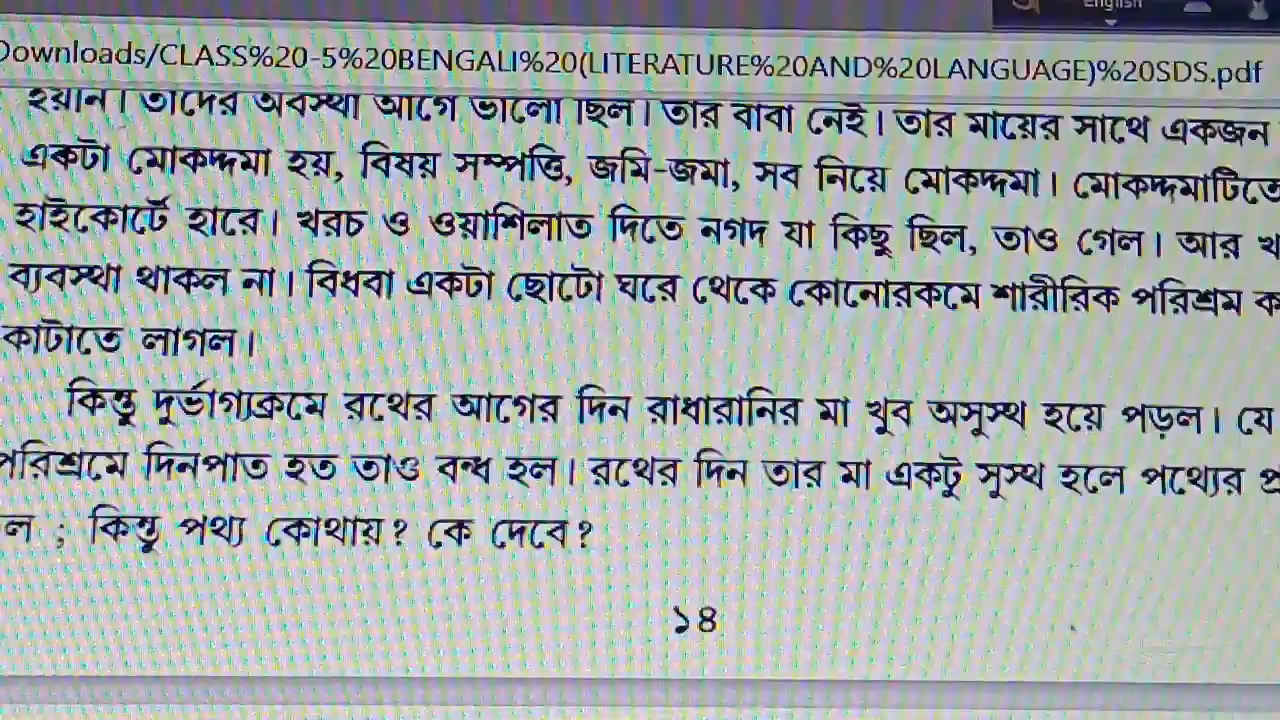 English
Downloads/CLASS%20-5%20BENGALI%20(LITERATURE%20AND%20LANGUAGE)%20SDS.pdf
হয়নি। তাদের অবস্থা আগে ভালো ছিল। তার বাবা নেই। তার মায়ের সাথে একজন
একটা মোকদ্দমা হয়, বিষয় সম্পত্তি, জমি-জমা, সব নিয়ে মোকদ্দমা। মোকদ্দমাটিতে
হাইকোর্টে হারে। খরচ ও ওয়াশিলাত দিতে নগদ যা কিছু ছিল, তাও গেল। আর
ব্যবস্থা থাকল না। বিধবা একটা ছোটো ঘরে থেকে কোনোরকমে শারীরিক পরিশ্রম
কাটাতে লাগল।
কিন্তু দুর্ভাগ্যক্রমে রথের আগের দিন রাধারানির মা খুব অসুস্থ হয়ে পড়ল। যে
পরিশ্রমে দিনপাত হত তাও বন্ধ হল। রথের দিন তার মা একটু সুস্থ হলে পথ্যের
ল ; কিন্তু পথ্য কোথায়? কে দেবে?
১৪